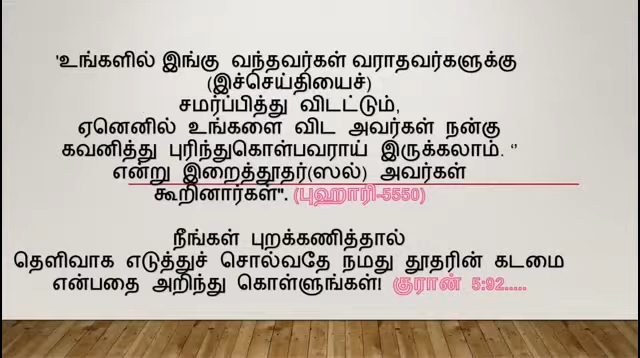 'உங்களில் இங்கு வந்தவர்கள் வராதவர்களுக்கு
(இச்செய்தியைச்)
சமர்ப்பித்து விடட்டும்,
ஏனெனில் உங்களை விட அவர்கள் நன்கு
கவனித்து புரிந்துகொள்பவராய் இருக்கலாம். ‘’
என்று இறைத்தூதர்(ஸல்) அவர்கள்
கூறினார்கள்". (புஹாரி-5550)
நீங்கள் புறக்கணித்தால்
தெளிவாக எடுத்துச் சொல்வதே நமது தூதரின் கடமை
என்பதை அறிந்து கொள்ளுங்கள்! குரான் 5:92.....